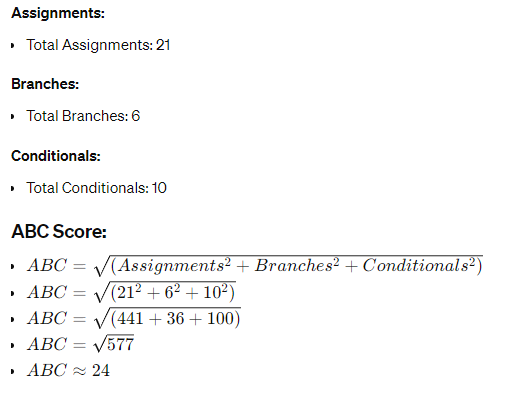 Assignments:
• Total Assignments: 21
Branches:
• Total Branches: 6
Conditionals:
• Total Conditionals: 10
ABC Score:
• ABC = √(Assignments² + Branches² + Conditionals²)
• ABC = √(21² + 6² + 10²)
• ABC = √(441 + 36 + 100)
• ABC = √577
• ABC ≈ 24